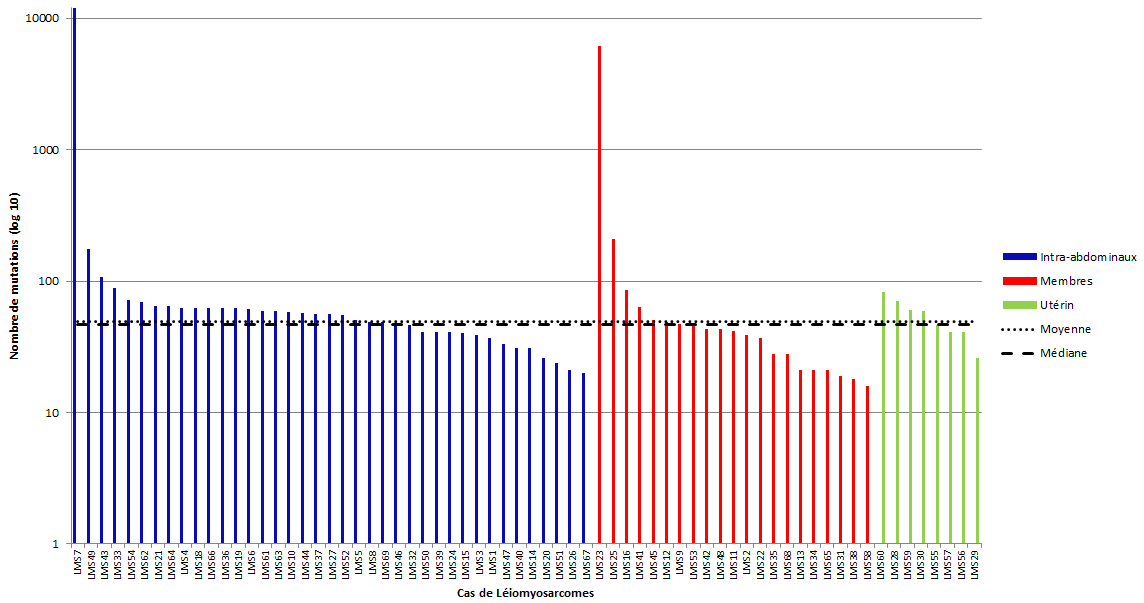 10000
1000
100
10
1
Nombre de mutations (log 10)
LMS7
LMS49
LMS43
LMS33
LMS54
LMS62
LMS21
LMS64
LMS4
LMS18
LMS66
LMS36
LMS19
LMS6
LMS61
LMS63
LMS10
LMS44
LMS37
LMS27
LMS52
LMS5
LMS8
LMS69
LMS46
LMS32
LMS50
LMS39
LMS24
LMS15
LMS3
LMS1
LMS47
LMS40
LMS14
LMS20
LMS51
LMS26
LMS67
LMS23
LMS25
LMS16
LMS41
LMS45
LMS12
LMS9
LMS53
LMS42
LMS48
LMS11
LMS2
LMS22
LMS35
LMS68
LMS13
LMS34
LMS65
LMS31
LMS38
LMS58
LMS60
LMS28
LMS59
LMS30
LMS55
LMS57
LMS56
LMS29
Cas de Léiomyosarcomes
Intra-abdominaux
Membres
Utérin
Moyenne
Médiane